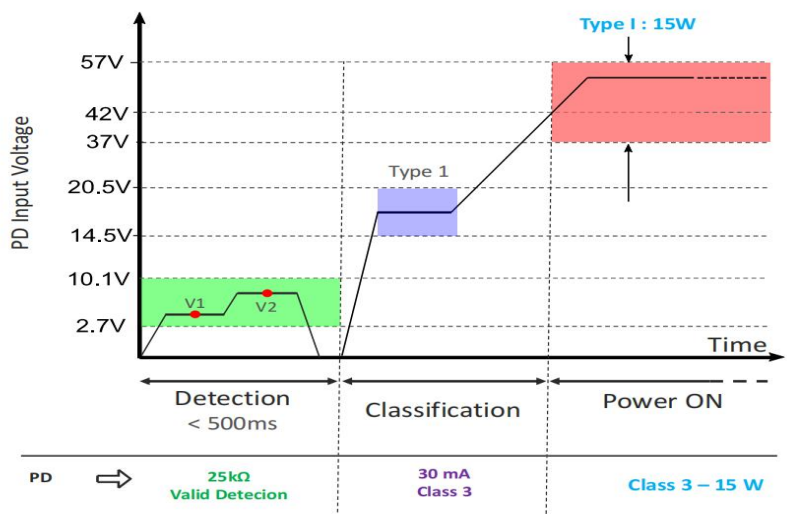 Type I : 15W
57V
42V
37V
20.5V
14.5V
10.1V
2.7V
PD Input Voltage
Type 1
V1
V2
Time
Detection
< 500ms
Classification
Power ON
PD
25kΩ
Valid Detecion
30 mA
Class 3
Class 3 – 15 W